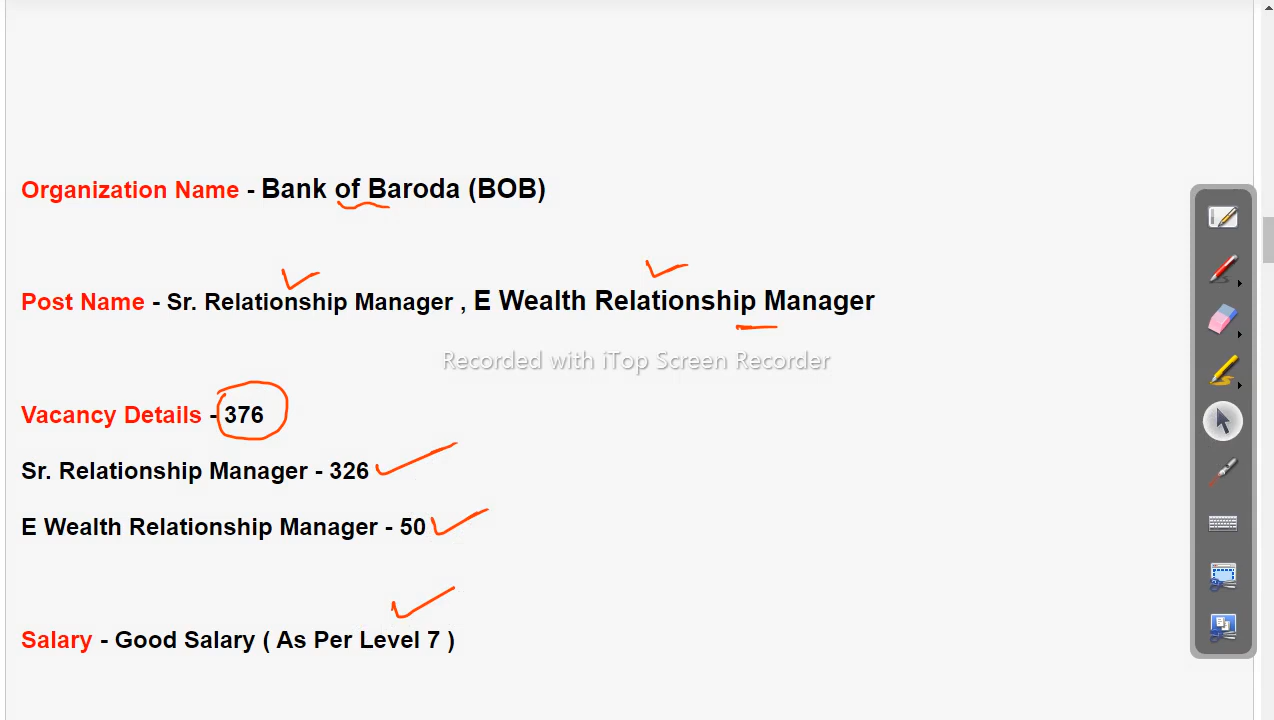 Organization Name - Bank of Baroda (BOB)
Post Name - Sr. Relationship Manager , E Wealth Relationship Manager
Recorded with iTop Screen Recorder
Vacancy Details - 376
Sr. Relationship Manager - 326
E Wealth Relationship Manager - 50
Salary - Good Salary ( As Per Level 7 )